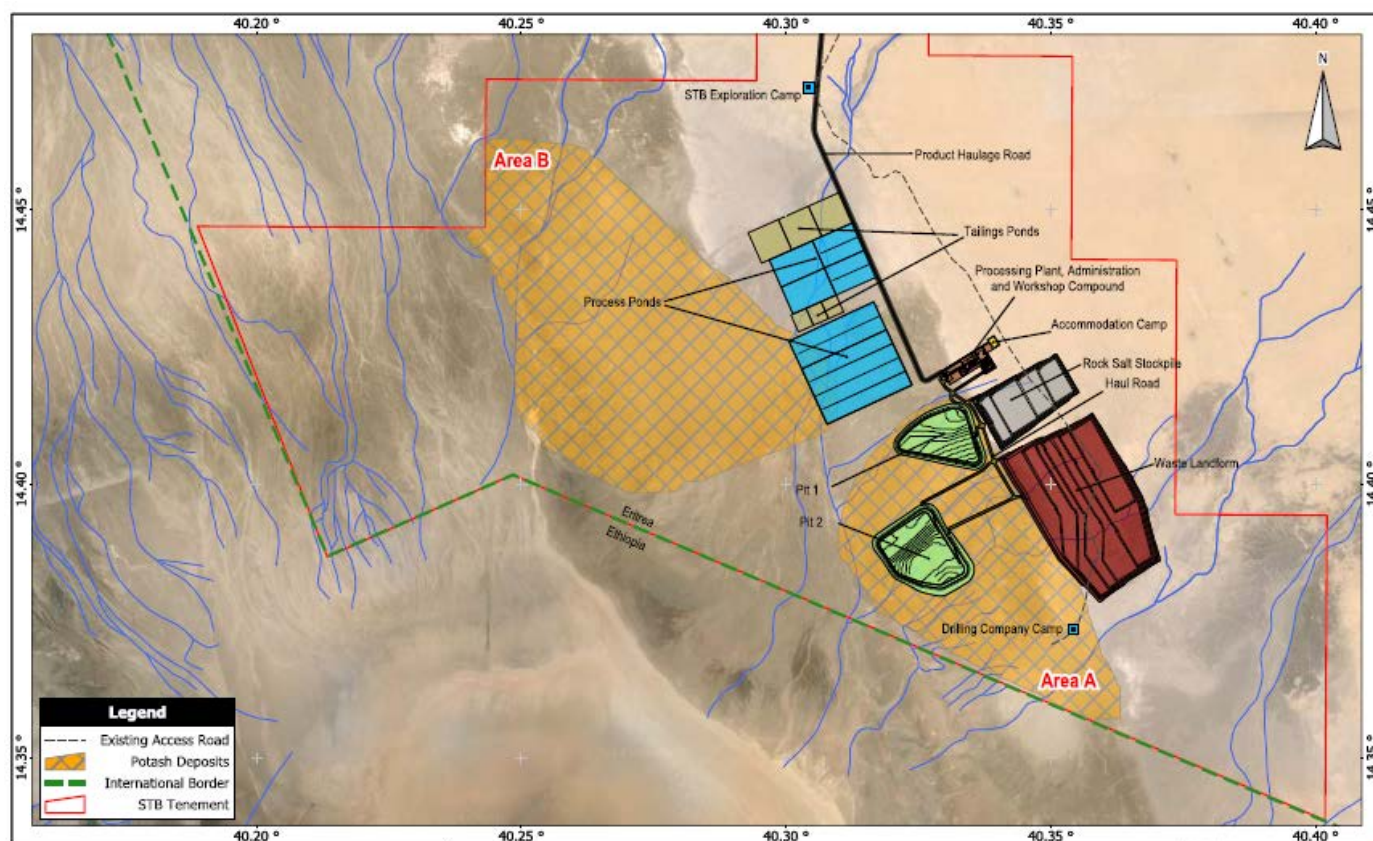 40.20 °
40.25 °
40.30 °
40.35 °
40.40 °
N
STB Exploration Camp
Product Haulage Road
Area B
14.45 °
14.45 °
Tailings Ponds
Processing Plant, Administration
and Workshop Compound
Process Ponds
Accommodation Camp
Rock Salt Stockpile
Haul Road
Waste Landform
14.40 °
14.40 °
Pit 1
Pit 2
Eritrea
Ethiopia
Drilling Company Camp
Area A
14.35 °
14.35 °
Legend
Existing Access Road
Potash Deposits
International Border
STB Tenement
40.20 °
40.25 °
40.30 °
40.35 °
40.40 °